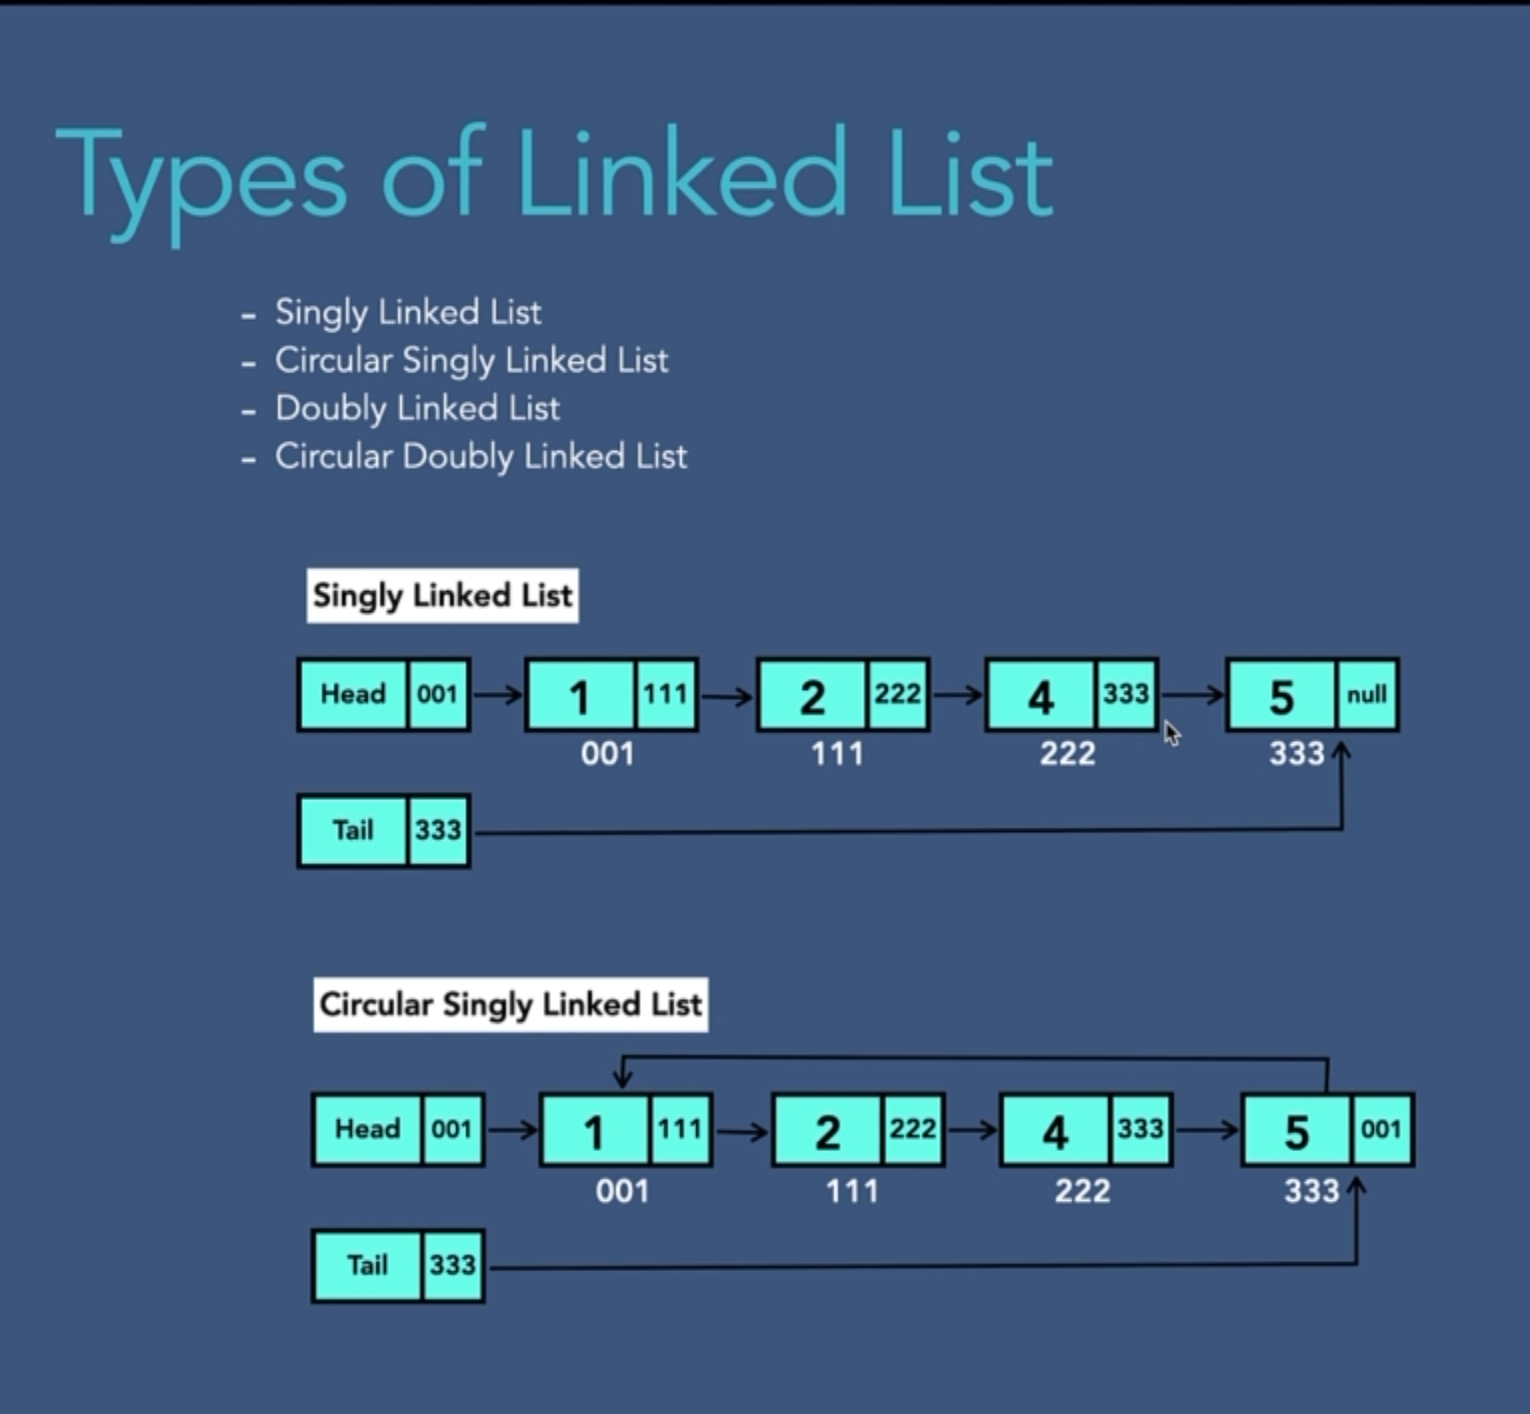 Types of Linked List
- Singly Linked List
- Circular Singly Linked List
- Doubly Linked List
- Circular Doubly Linked List
Singly Linked List
Head 001 1 111 2 222 4 333 5 null
001 111 222 333
Tail 333
Circular Singly Linked List
Head 001 1 111 2 222 4 333 5 001
001 111 222 333
Tail 333